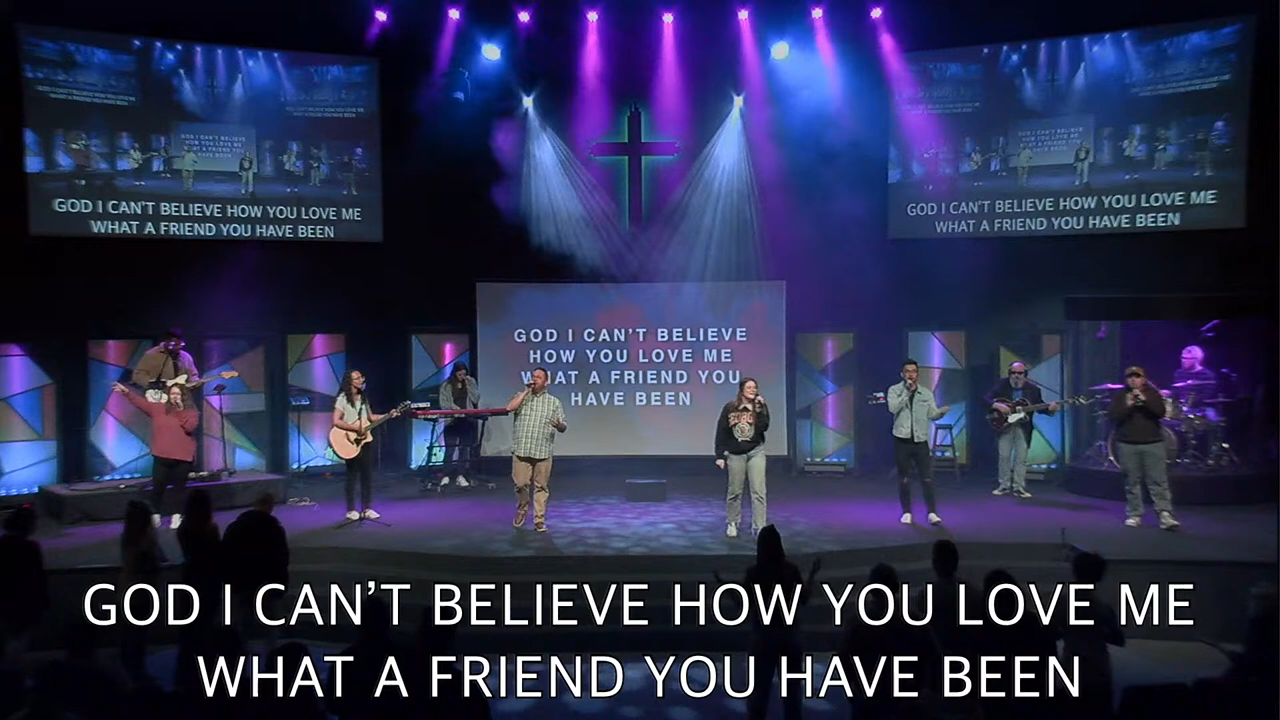 GOD I CAN'T BELIEVE HOW YOU LOVE ME
WHAT A FRIEND YOU HAVE BEEN
GOD I CAN'T BELIEVE HOW YOU LOVE ME
WHAT A FRIEND YOU HAVE BEEN
GOD I CAN'T BELIEVE
HOW YOU LOVE ME
WHAT A FRIEND YOU
HAVE BEEN
GOD I CAN’T BELIEVE HOW YOU LOVE ME
WHAT A FRIEND YOU HAVE BEEN